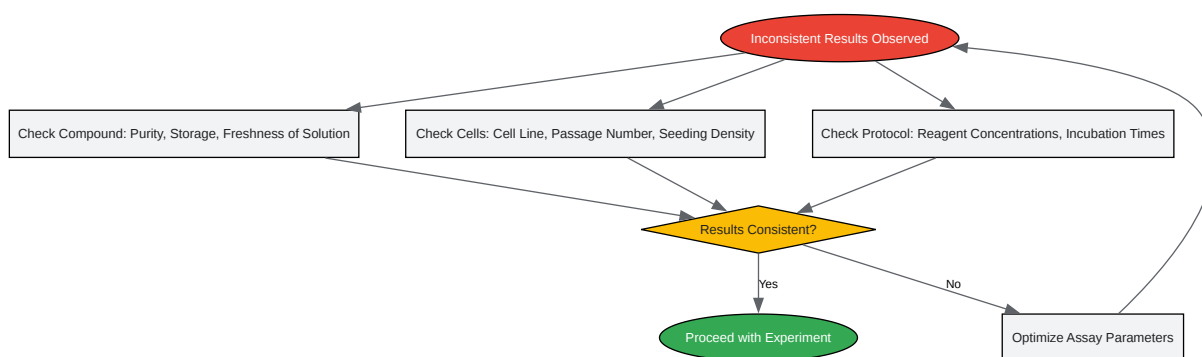 Inconsistent Results Observed
Check Compound: Purity, Storage, Freshness of Solution
Check Cells: Cell Line, Passage Number, Seeding Density
Check Protocol: Reagent Concentrations, Incubation Times
Results Consistent?
Yes
No
Proceed with Experiment
Optimize Assay Parameters